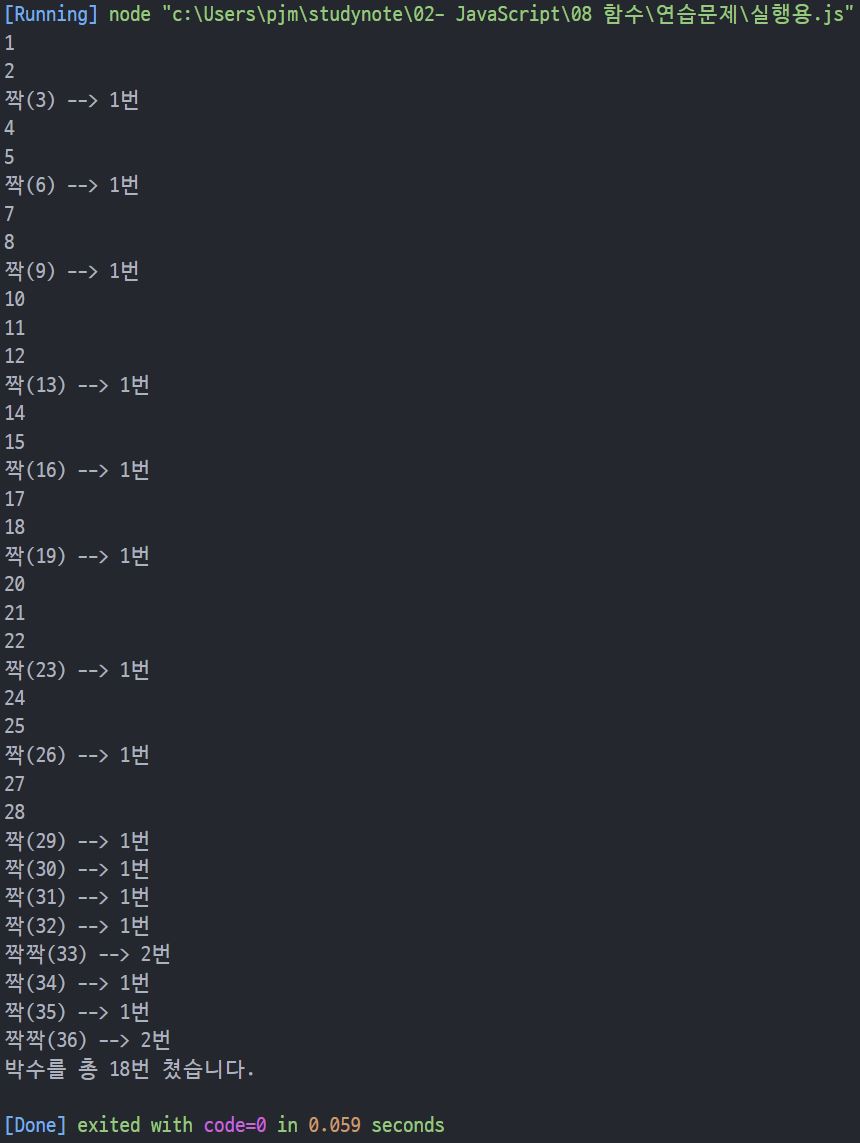 [Running] node "c:\Users\pjm\studynote\02- JavaScript\08 함수\연습문제\실행용.js"
1
2
짝(3) --> 1번
4
5
짝(6) --> 1번
7
8
짝(9) --> 1번
10
11
12
짝(13) --> 1번
14
15
짝(16) --> 1번
17
18
짝(19) --> 1번
20
21
22
짝(23) --> 1번
24
25
짝(26) --> 1번
27
28
짝(29) --> 1번
짝(30) --> 1번
짝(31) --> 1번
짝(32) --> 1번
짝짝(33) --> 2번
짝(34) --> 1번
짝(35) --> 1번
짝짝(36) --> 2번
박수를 총 18번 쳤습니다.
[Done] exited with code=0 in 0.059 seconds